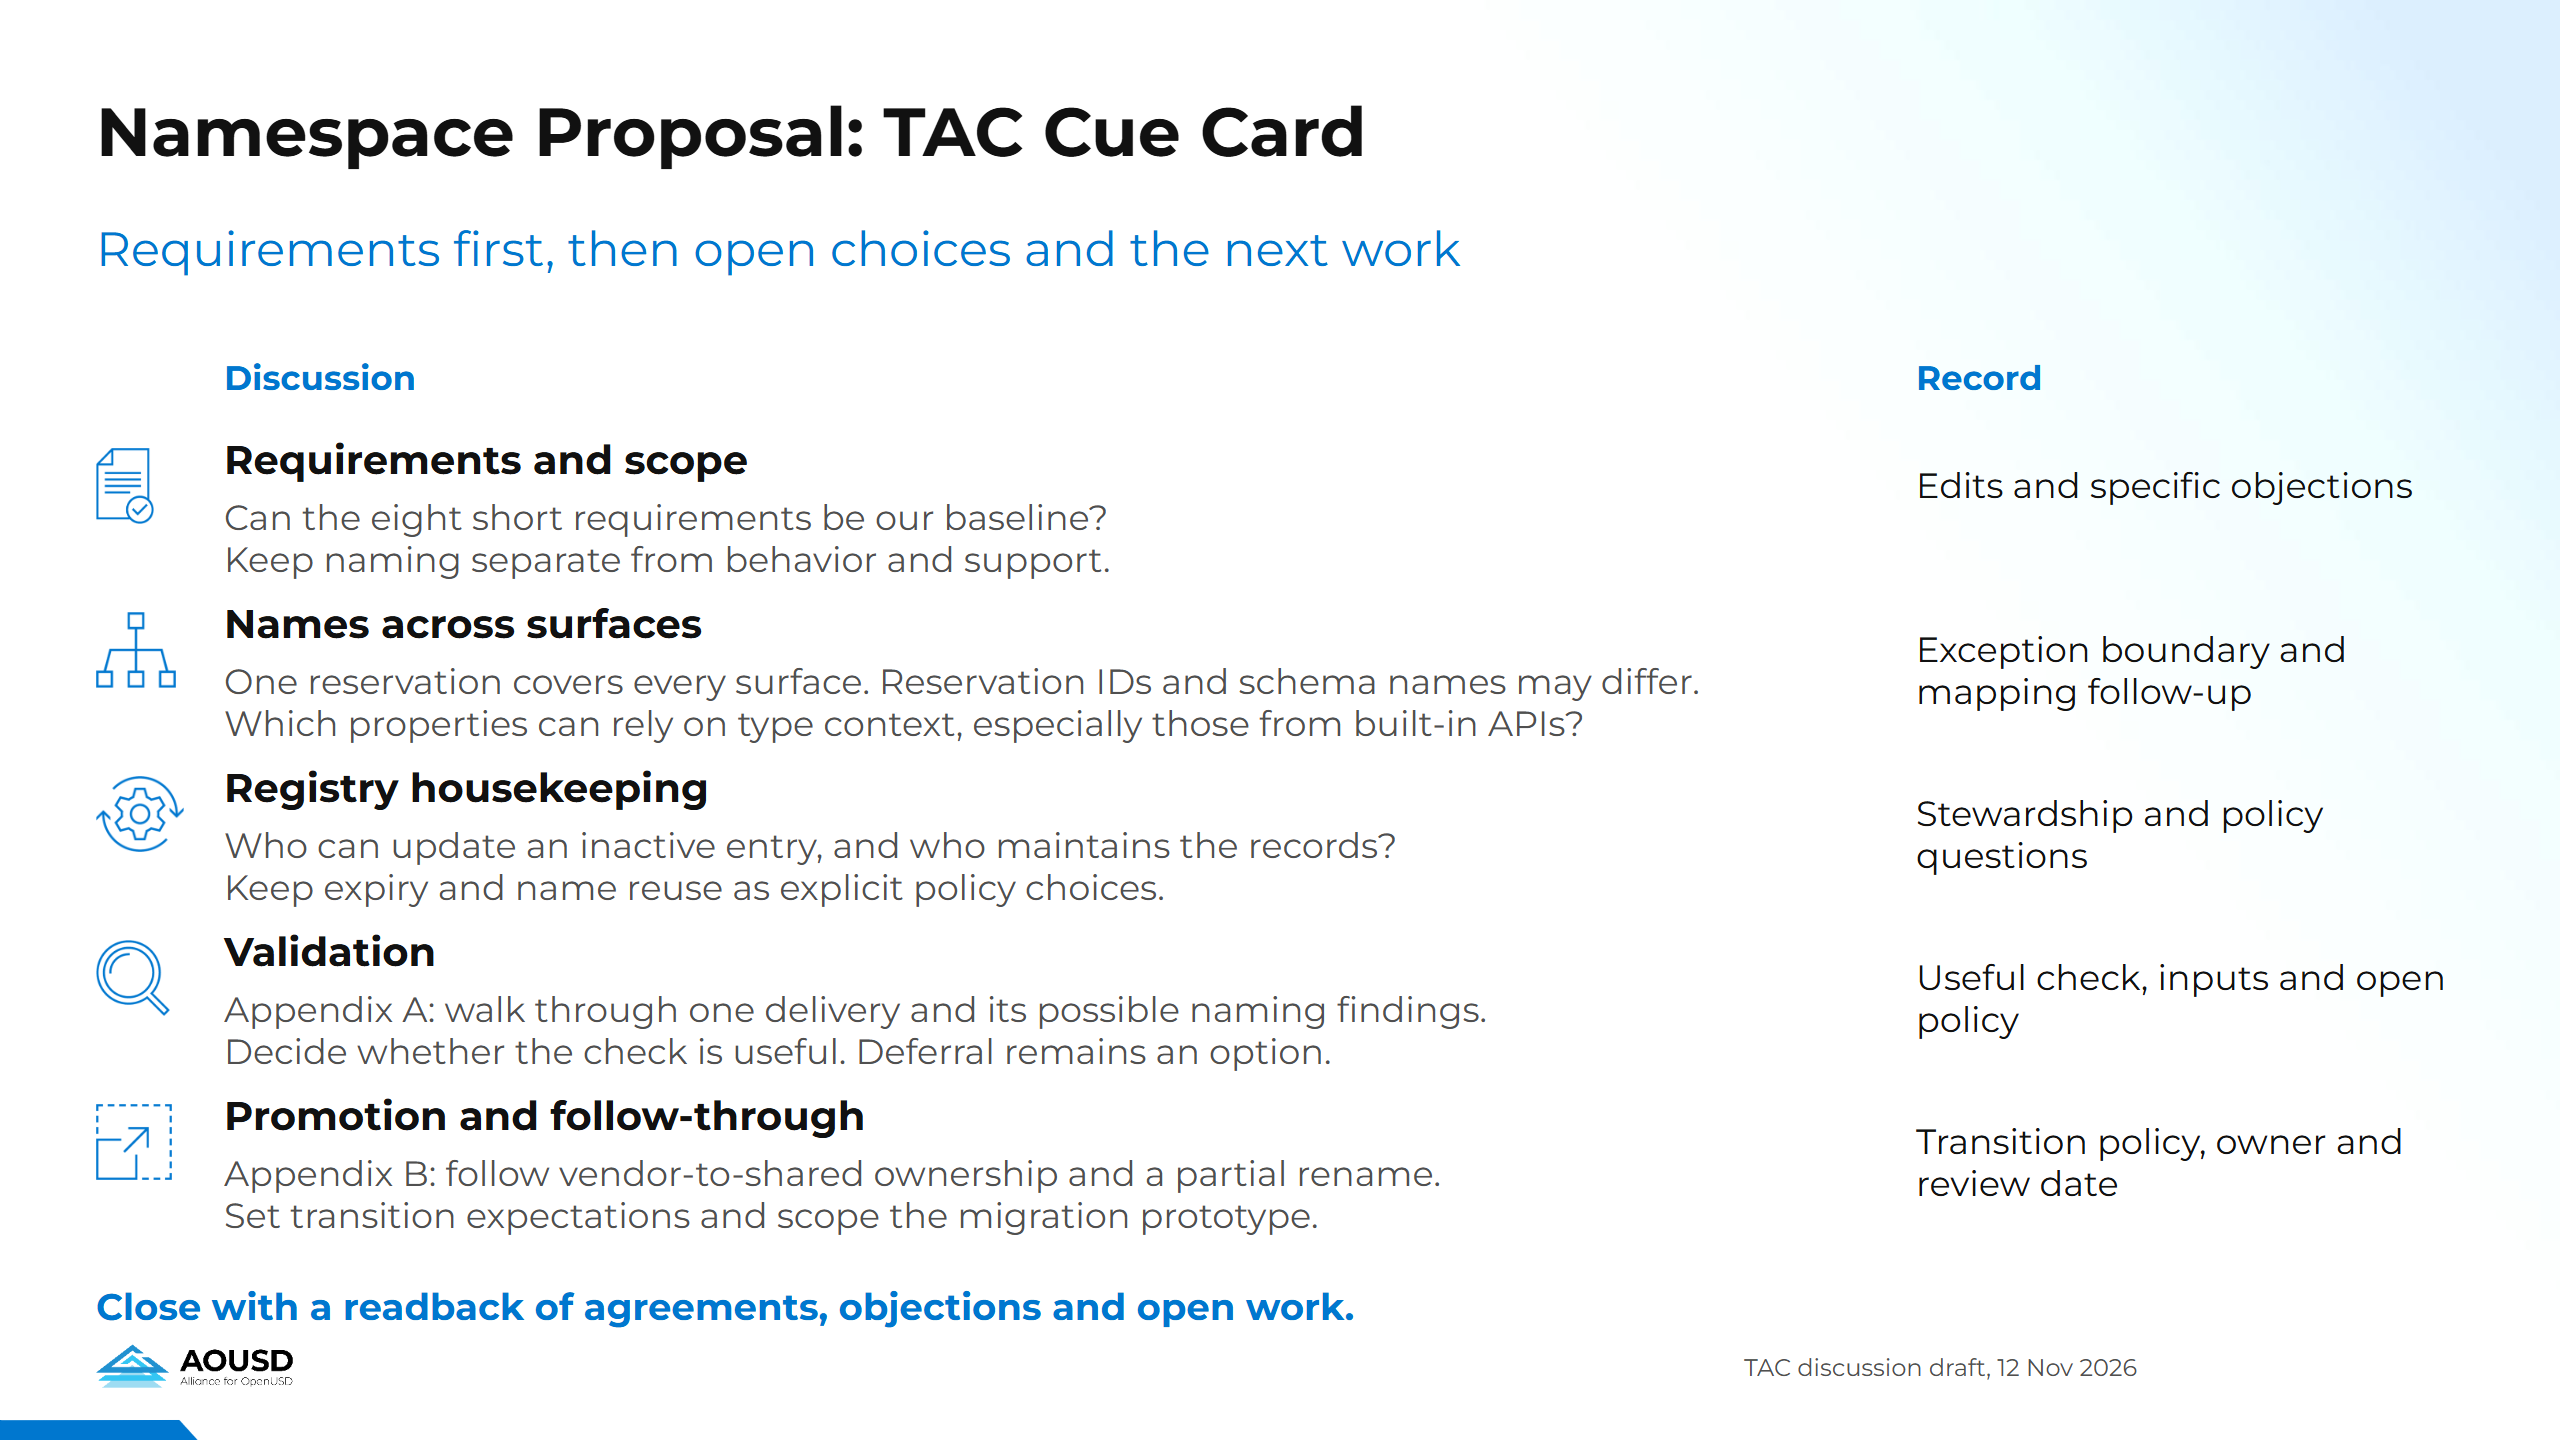 Namespace Proposal: TAC Cue Card
Requirements first, then open choices and the next work
Discussion
Record
Requirements and scope
Can the eight short requirements be our baseline?
Keep naming separate from behavior and support.
Edits and specific objections
Names across surfaces
One reservation covers every surface. Reservation IDs and schema names may differ.
Which properties can rely on type context, especially those from built-in APIs?
Exception boundary and
mapping follow-up
Registry housekeeping
Who can update an inactive entry, and who maintains the records?
Keep expiry and name reuse as explicit policy choices.
Stewardship and policy
questions
Validation
Appendix A: walk through one delivery and its possible naming findings.
Decide whether the check is useful. Deferral remains an option.
Useful check, inputs and open
policy
Promotion and follow-through
Appendix B: follow vendor-to-shared ownership and a partial rename.
Set transition expectations and scope the migration prototype.
Transition policy, owner and
review date
Close with a readback of agreements, objections and open work.
AOUSD
Alliance for OpenUSD
TAC discussion draft, 12 Nov 2026